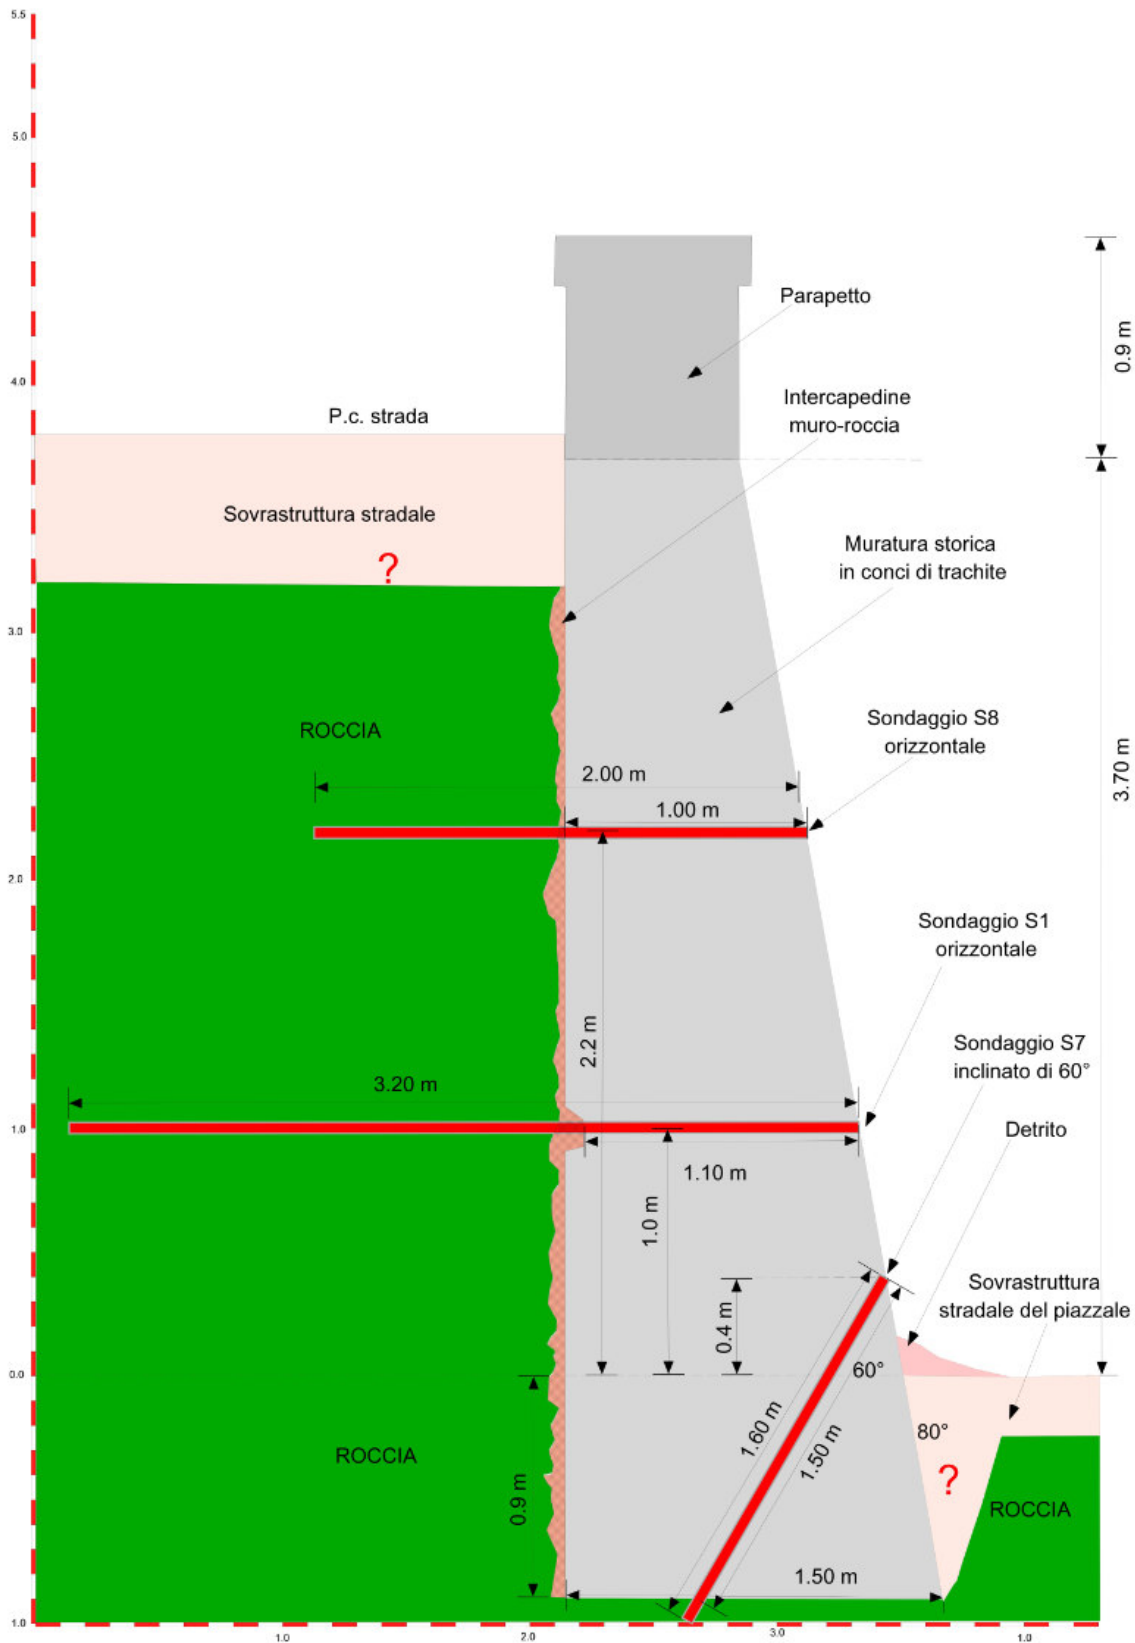 5.5
5.0
4.0
3.0
2.0
1.0
0.0
1.0
1.0
2.0
3.0
1.0
Parapetto
0.9 m
P.c. strada
Intercapedine
muro-roccia
Sovrastruttura stradale
?
Muratura storica
in conci di trachite
3.70 m
ROCCIA
Sondaggio S8
orizzontale
2.00 m
1.00 m
Sondaggio S1
orizzontale
2.2 m
3.20 m
Sondaggio S7
inclinato di 60°
Detrito
1.10 m
1.0 m
Sovrastruttura
stradale del piazzale
0.4 m
60°
1.60 m
1.50 m
80°
?
ROCCIA
0.9 m
ROCCIA
1.50 m